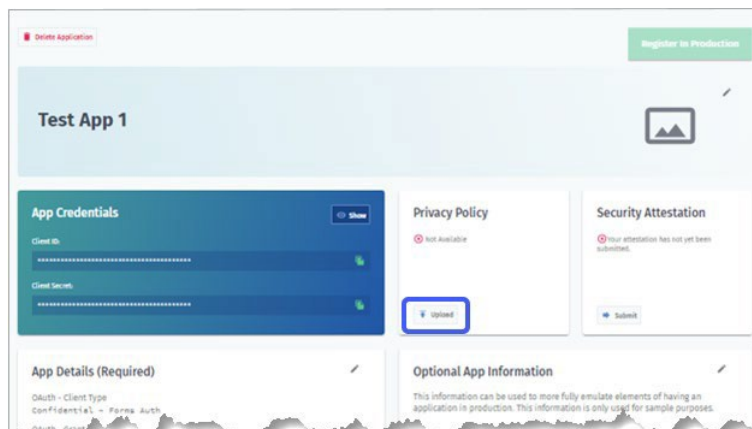 Delete Application
Register in Production
Test App 1
App Credentials
Show
Client ID:
****************************************
Client Secret:
****************************************
Privacy Policy
Not Available
Upload
Security Attestation
Your attestation has not yet been
submitted.
Submit
App Details (Required)
OAuth - Client Type
Confidential - Forms Auth
OAuth - Grant
Optional App Information
This information can be used to more fully emulate elements of having an
application in production. This information is only used for sample purposes.